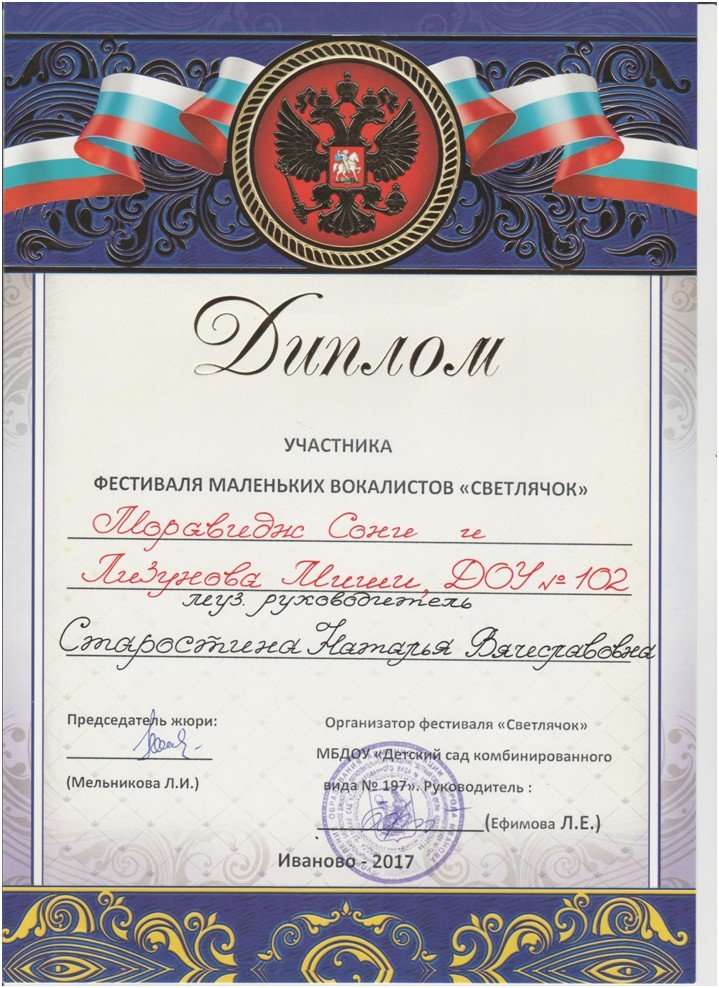 Диплом
УЧАСТНИКА
ФЕСТИВАЛЯ МАЛЕНЬКИХ ВОКАЛИСТОВ «СВЕТЛЯЧОК»
Моравидж Сони и
Лизунова Миши, ДОУ № 102
муз. руководитель
Старостина Наталья Вячеславовна
Председатель жюри:
(Мельникова Л.И.)
Организатор фестиваля «Светлячок»
МБДОУ «Детский сад комбинированного
вида № 197». Руководитель :
(Ефимова Л.Е.)
Иваново - 2017